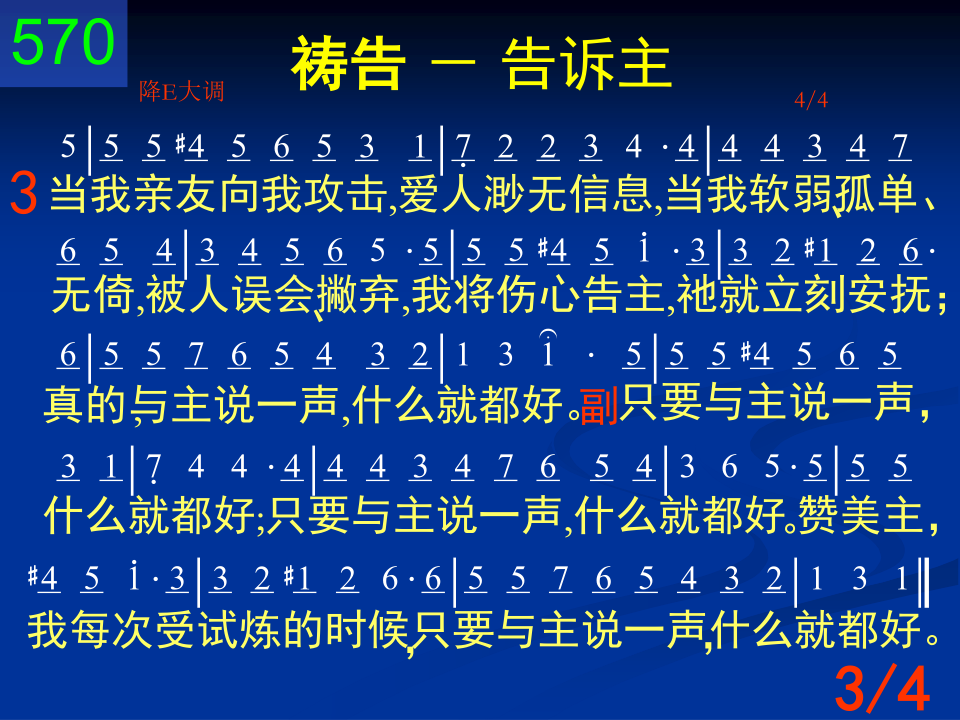 570
祷告 － 告诉主
降E大调
4/4
5|5 5 #4 5 6 5 3 1|7̣ 2 2 3 4 · 4|4 4 3 4 7
3
当我亲友向我攻击,爱人渺无信息,当我软弱、孤单、
6 5 4|3 4 5 6 5 · 5|5 5 #4 5 i · 3|3 2 #1 2 6 ·
无倚,被人误会、撇弃,我将伤心告主,祂就立刻安抚；
6|5 5 7 6 5 4 3 2|1 3 i · 5|5 5 #4 5 6 5
真的,与主说一声,什么就都好。副 只要与主说一声，
3 1|7̣ 4 4 · 4|4 4 3 4 7 6 5 4|3 6 5 · 5|5 5
什么就都好;只要与主说一声,什么就都好。赞美主，
#4 5 i · 3|3 2 #1 2 6 · 6|5 5 7 6 5 4 3 2|1 3 1‖
我每次受试炼的时候,只要与主说一声,什么就都好。
3/4